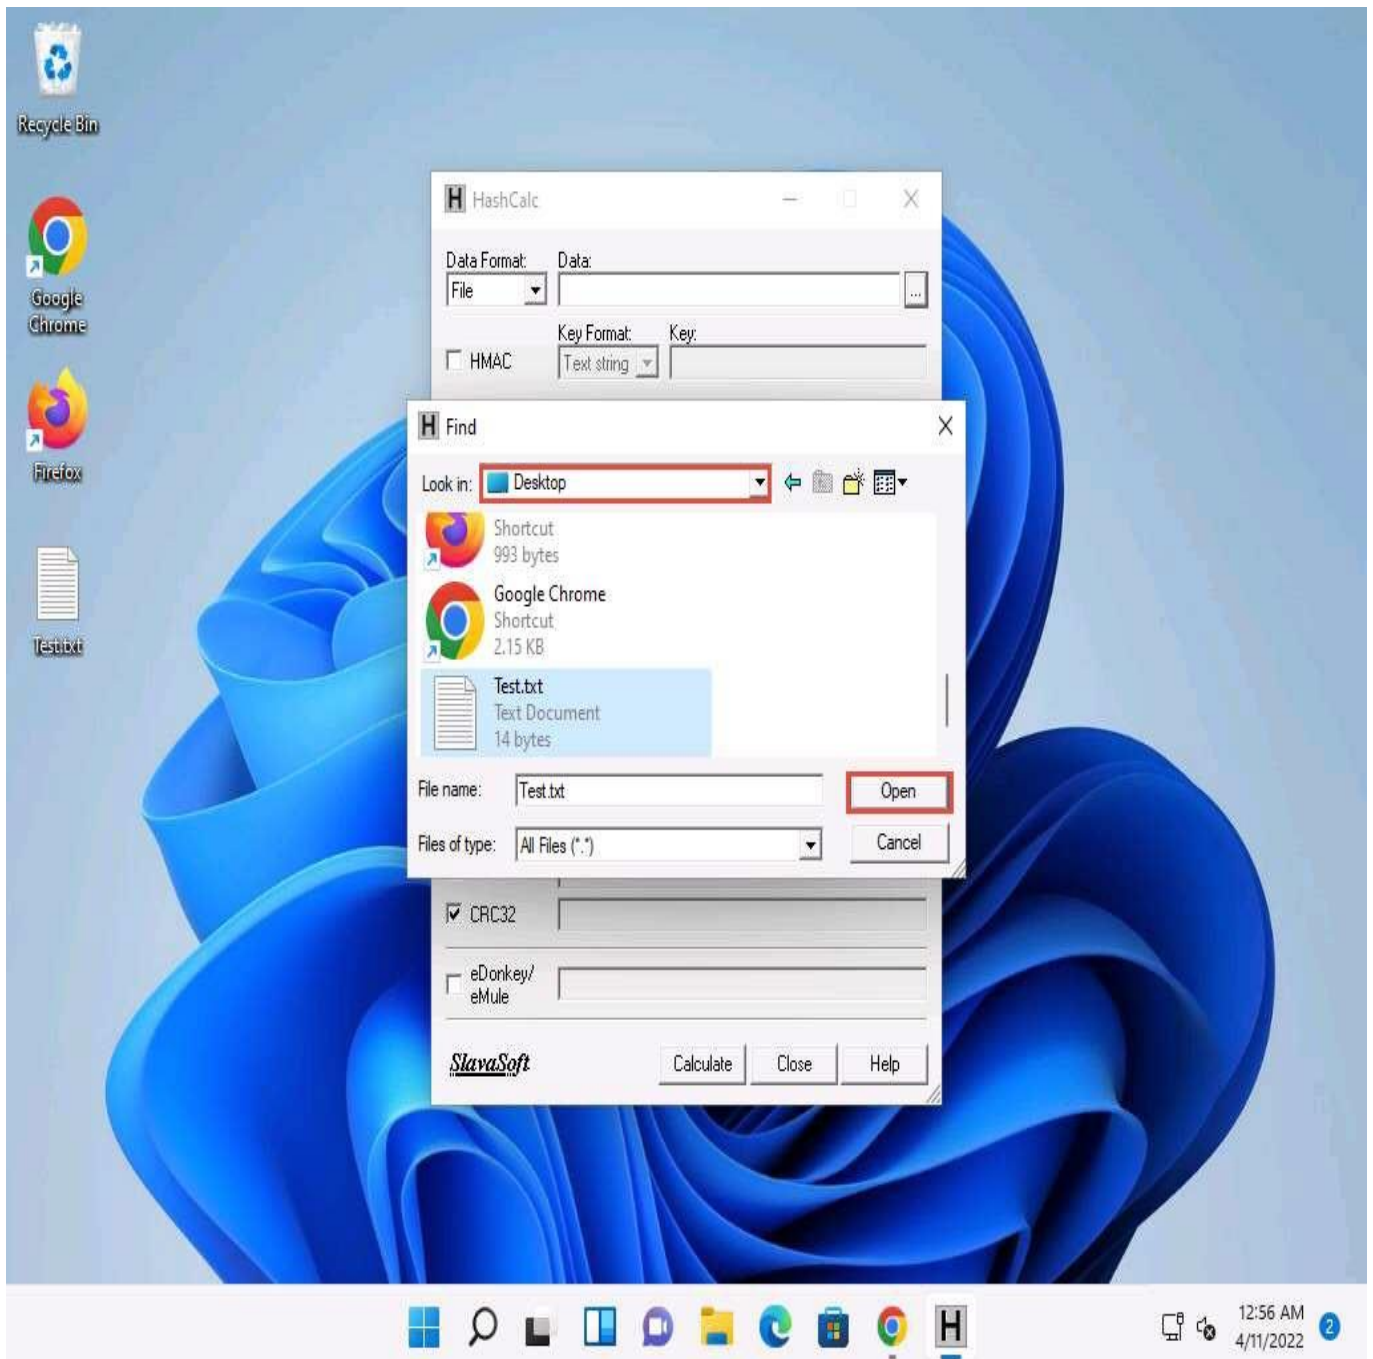 Recycle Bin
Google
Chrome
Firefox
Test.txt
H HashCalc
Data Format: Data:
File
...
Key Format: Key:
HMAC
Text string
H Find
Look in: Desktop
Shortcut
993 bytes
Google Chrome
Shortcut
2.15 KB
Test.txt
Text Document
14 bytes
File name: Test.txt
Open
Files of type: All Files (*.*)
Cancel
CRC32
eDonkey/
eMule
SlavaSoft
Calculate Close Help
H
12:56 AM
4/11/2022
2